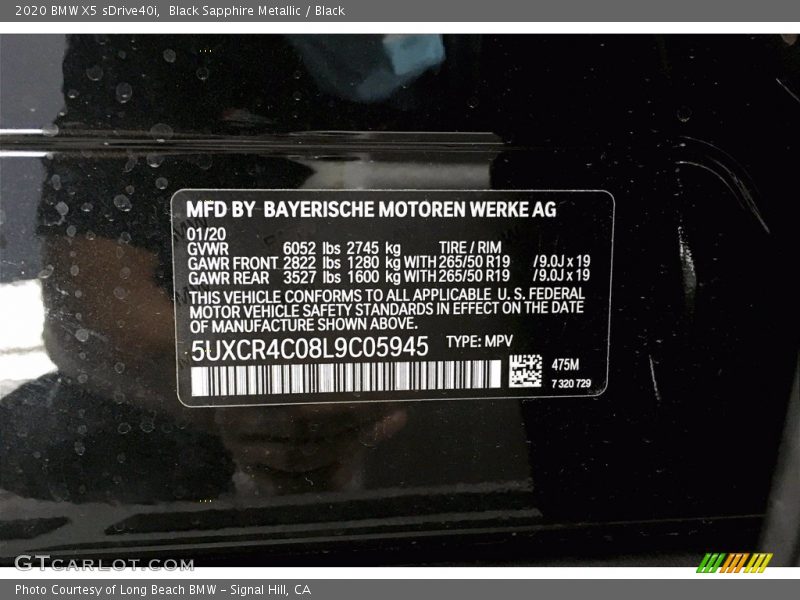 2020 BMW X5 sDrive40i, Black Sapphire Metallic / Black
MFD BY BAYERISCHE MOTOREN WERKE AG
01/20
GVWR 6052 lbs 2745 kg TIRE / RIM
GAWR FRONT 2822 lbs 1280 kg WITH 265/50 R19 /9.0J x 19
GAWR REAR 3527 lbs 1600 kg WITH 265/50 R19 /9.0J x 19
THIS VEHICLE CONFORMS TO ALL APPLICABLE U.S. FEDERAL
MOTOR VEHICLE SAFETY STANDARDS IN EFFECT ON THE DATE
OF MANUFACTURE SHOWN ABOVE.
5UXCR4C08L9C05945 TYPE: MPV
475M
7 320 729
GTCARLOT.COM
Photo Courtesy of Long Beach BMW - Signal Hill, CA